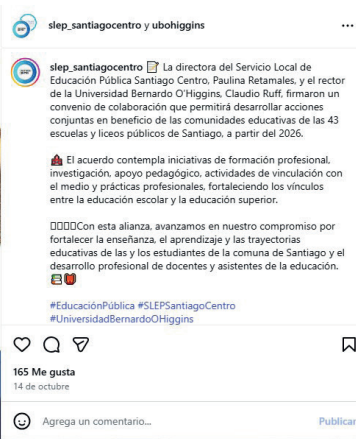 slep_santiagocentro y ubohiggins
slep_santiagocentro 📝 La directora del Servicio Local de
Educación Pública Santiago Centro, Paulina Retamales, y el rector
de la Universidad Bernardo O'Higgins, Claudio Ruff, firmaron un
convenio de colaboración que permitirá desarrollar acciones
conjuntas en beneficio de las comunidades educativas de las 43
escuelas y liceos públicos de Santiago, a partir del 2026.
🏫 El acuerdo contempla iniciativas de formación profesional,
investigación, apoyo pedagógico, actividades de vinculación con
el medio y prácticas profesionales, fortaleciendo los vínculos
entre la educación escolar y la educación superior.
▯▯▯▯Con esta alianza, avanzamos en nuestro compromiso por
fortalecer la enseñanza, el aprendizaje y las trayectorias
educativas de las y los estudiantes de la comuna de Santiago y el
desarrollo profesional de docentes y asistentes de la educación.
#EducaciónPública #SLEPSantiagoCentro
#UniversidadBernardoOHiggins
165 Me gusta
14 de octubre
Agrega un comentario...
Publicar